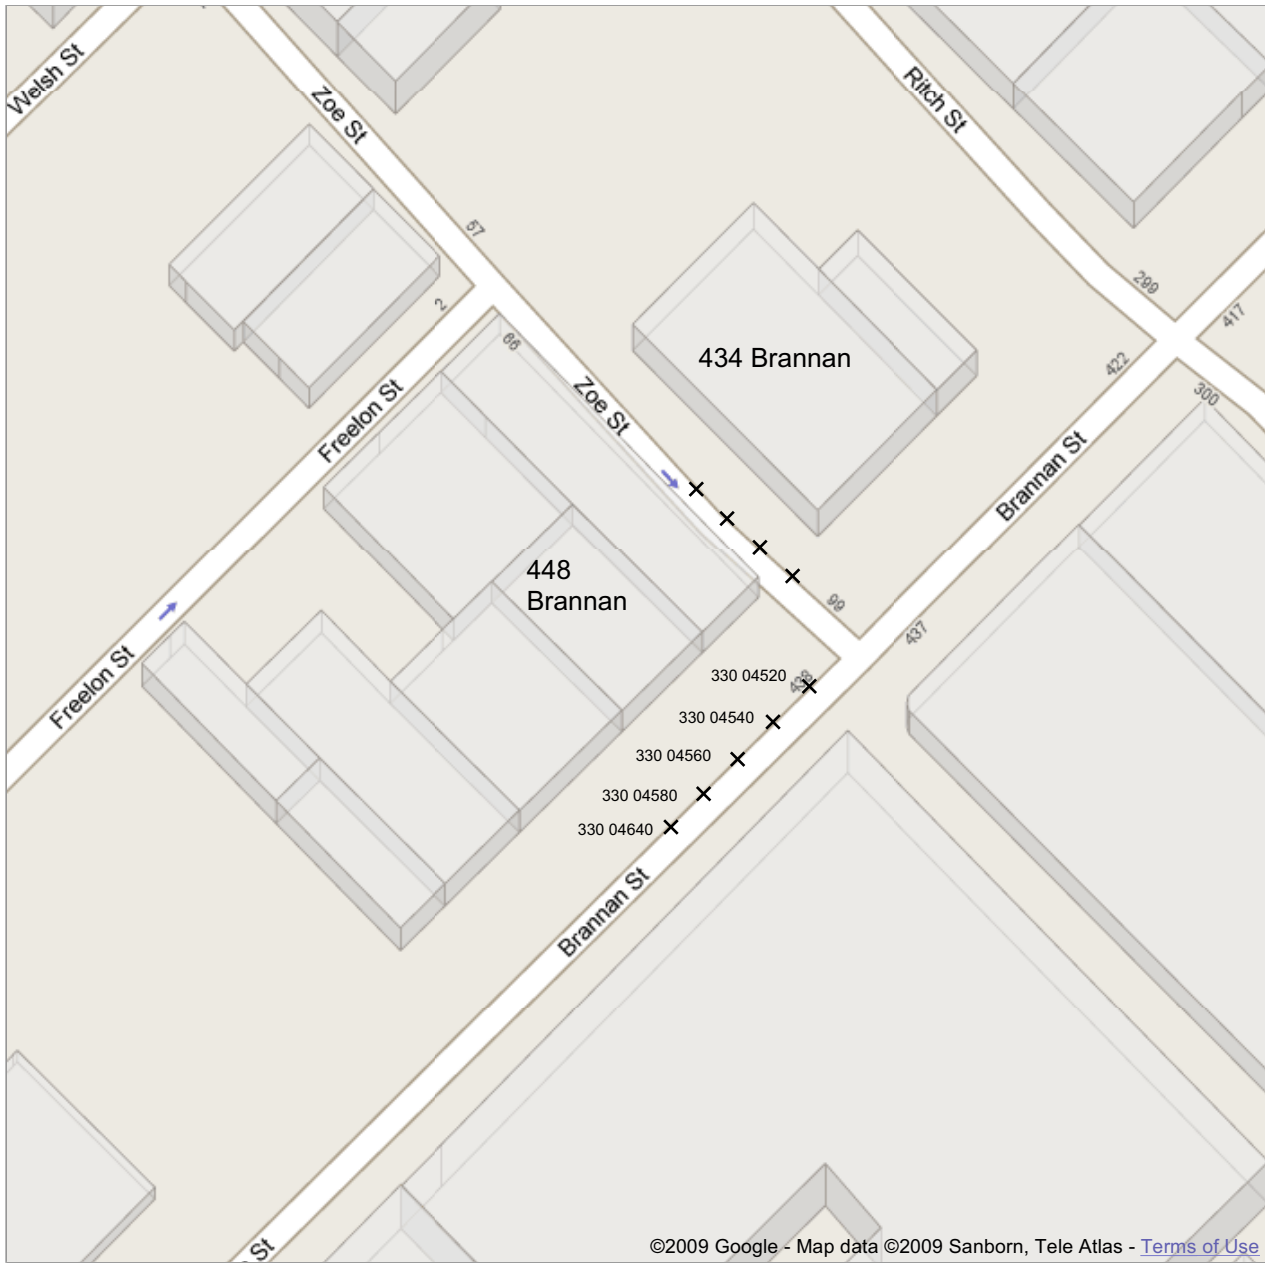 Welsh St
Zoe St
Ritch St
57
299
417
2
66
434 Brannan
422
300
Freelon St
Zoe St
Brannan St
448
Brannan
99
437
Freelon St
330 04520
438
330 04540
330 04560
330 04580
330 04640
Brannan St
St
©2009 Google - Map data ©2009 Sanborn, Tele Atlas - Terms of Use